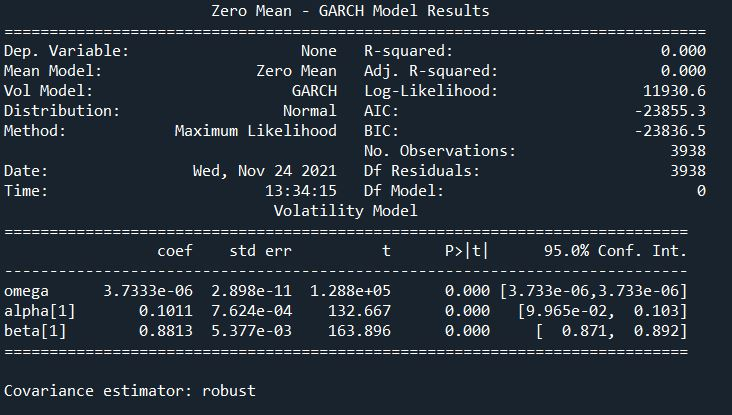 Zero Mean - GARCH Model Results
==============================================================================
Dep. Variable: None R-squared: 0.000
Mean Model: Zero Mean Adj. R-squared: 0.000
Vol Model: GARCH Log-Likelihood: 11930.6
Distribution: Normal AIC: -23855.3
Method: Maximum Likelihood BIC: -23836.5
No. Observations: 3938
Date: Wed, Nov 24 2021 Df Residuals: 3938
Time: 13:34:15 Df Model: 0
Volatility Model
============================================================================
coef std err t P>|t| 95.0% Conf. Int.
----------------------------------------------------------------------------
omega 3.7333e-06 2.898e-11 1.288e+05 0.000 [3.733e-06,3.733e-06]
alpha[1] 0.1011 7.624e-04 132.667 0.000 [9.965e-02, 0.103]
beta[1] 0.8813 5.377e-03 163.896 0.000 [ 0.871, 0.892]
============================================================================
Covariance estimator: robust